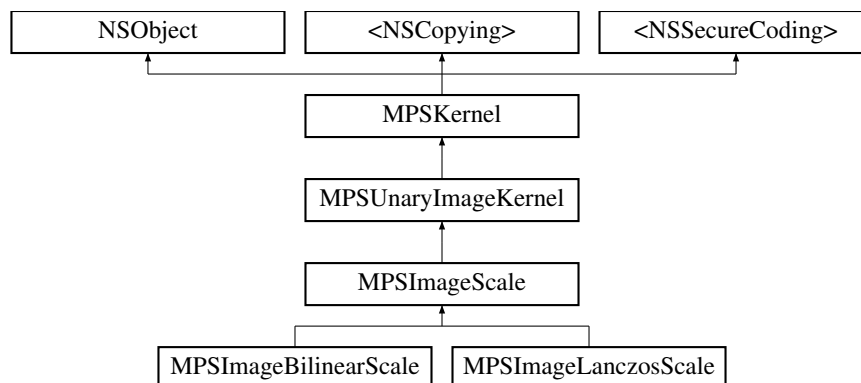 NSObject
<NSCopying>
<NSSecureCoding>
MPSKernel
MPSUnaryImageKernel
MPSImageScale
MPSImageBilinearScale
MPSImageLanczosScale